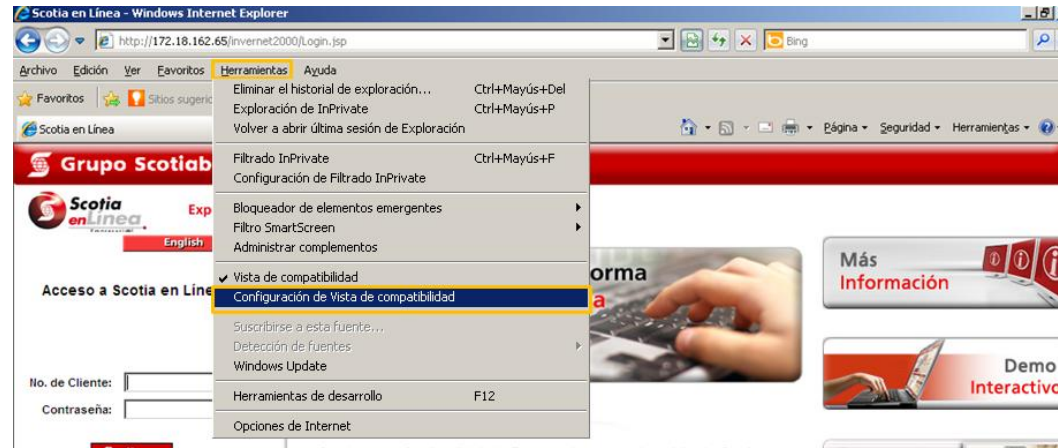 Scotia en Línea - Windows Internet Explorer
http://172.18.162.65/invernet2000/Login.jsp
Bing
Archivo Edición Ver Favoritos Herramientas Ayuda
Favoritos Sitios sugeric
Scotia en Línea
Página Seguridad Herramientas
Eliminar el historial de exploración... Ctrl+Mayús+Del
Exploración de InPrivate Ctrl+Mayús+P
Volver a abrir última sesión de Exploración
Filtrado InPrivate Ctrl+Mayús+F
Configuración de Filtrado InPrivate
Bloqueador de elementos emergentes
Filtro SmartScreen
Administrar complementos
Vista de compatibilidad
Configuración de Vista de compatibilidad
Suscribirse a esta fuente...
Detección de fuentes
Windows Update
Herramientas de desarrollo F12
Opciones de Internet
Grupo Scotiab
Scotia
enLínea
Exp
English
Acceso a Scotia en Líne
No. de Cliente:
Contraseña:
orma
a
Más
Información
Demo
Interactivo